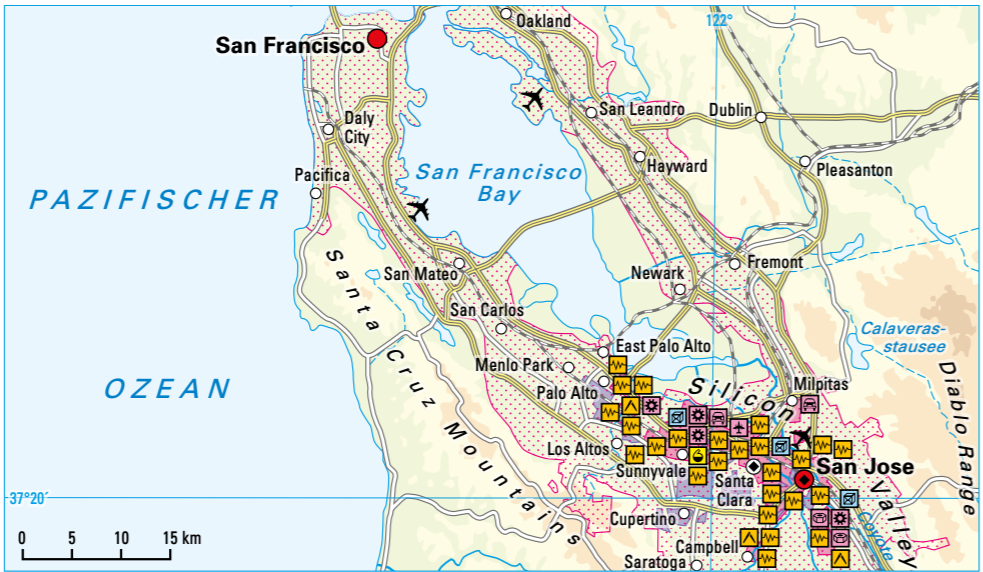 Oakland
122°
San Francisco
San Leandro
Dublin
Daly
City
Hayward
Pleasanton
San Francisco
Bay
Pacifica
PAZIFISCHER
Santa Cruz Mountains
San Mateo
Newark
Fremont
San Carlos
Calaveras-
stausee
East Palo Alto
Menlo Park
OZEAN
Palo Alto
Silicon Valley
Milpitas
Diablo Range
Los Altos
Sunnyvale
Santa
Clara
San Jose
37°20'
Cupertino
Coyote
Campbell
Saratoga
0 5 10 15 km